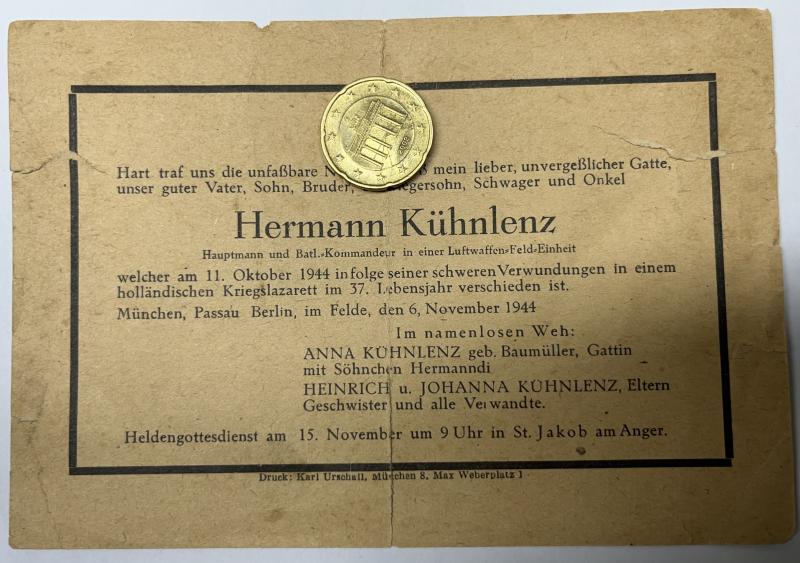 Hart traf uns die unfaßbare N mein lieber, unvergeßlicher Gatte,
unser guter Vater, Sohn, Bruder, iegersohn, Schwager und Onkel
Hermann Kühnlenz
Hauptmann und Batl.-Kommandeur in einer Luftwaffen-Feld-Einheit
welcher am 11. Oktober 1944 infolge seiner schweren Verwundungen in einem
holländischen Kriegslazarett im 37. Lebensjahr verschieden ist.
München, Passau Berlin, im Felde, den 6, November 1944
Im namenlosen Weh:
ANNA KÜHNLENZ geb. Baumüller, Gattin
mit Söhnchen Hermanndi
HEINRICH u. JOHANNA KÜHNLENZ, Eltern
Geschwister und alle Verwandte.
Heldengottesdienst am 15. November um 9 Uhr in St. Jakob am Anger.
Druck: Karl Urschall, München 8, Max Weberplatz 1